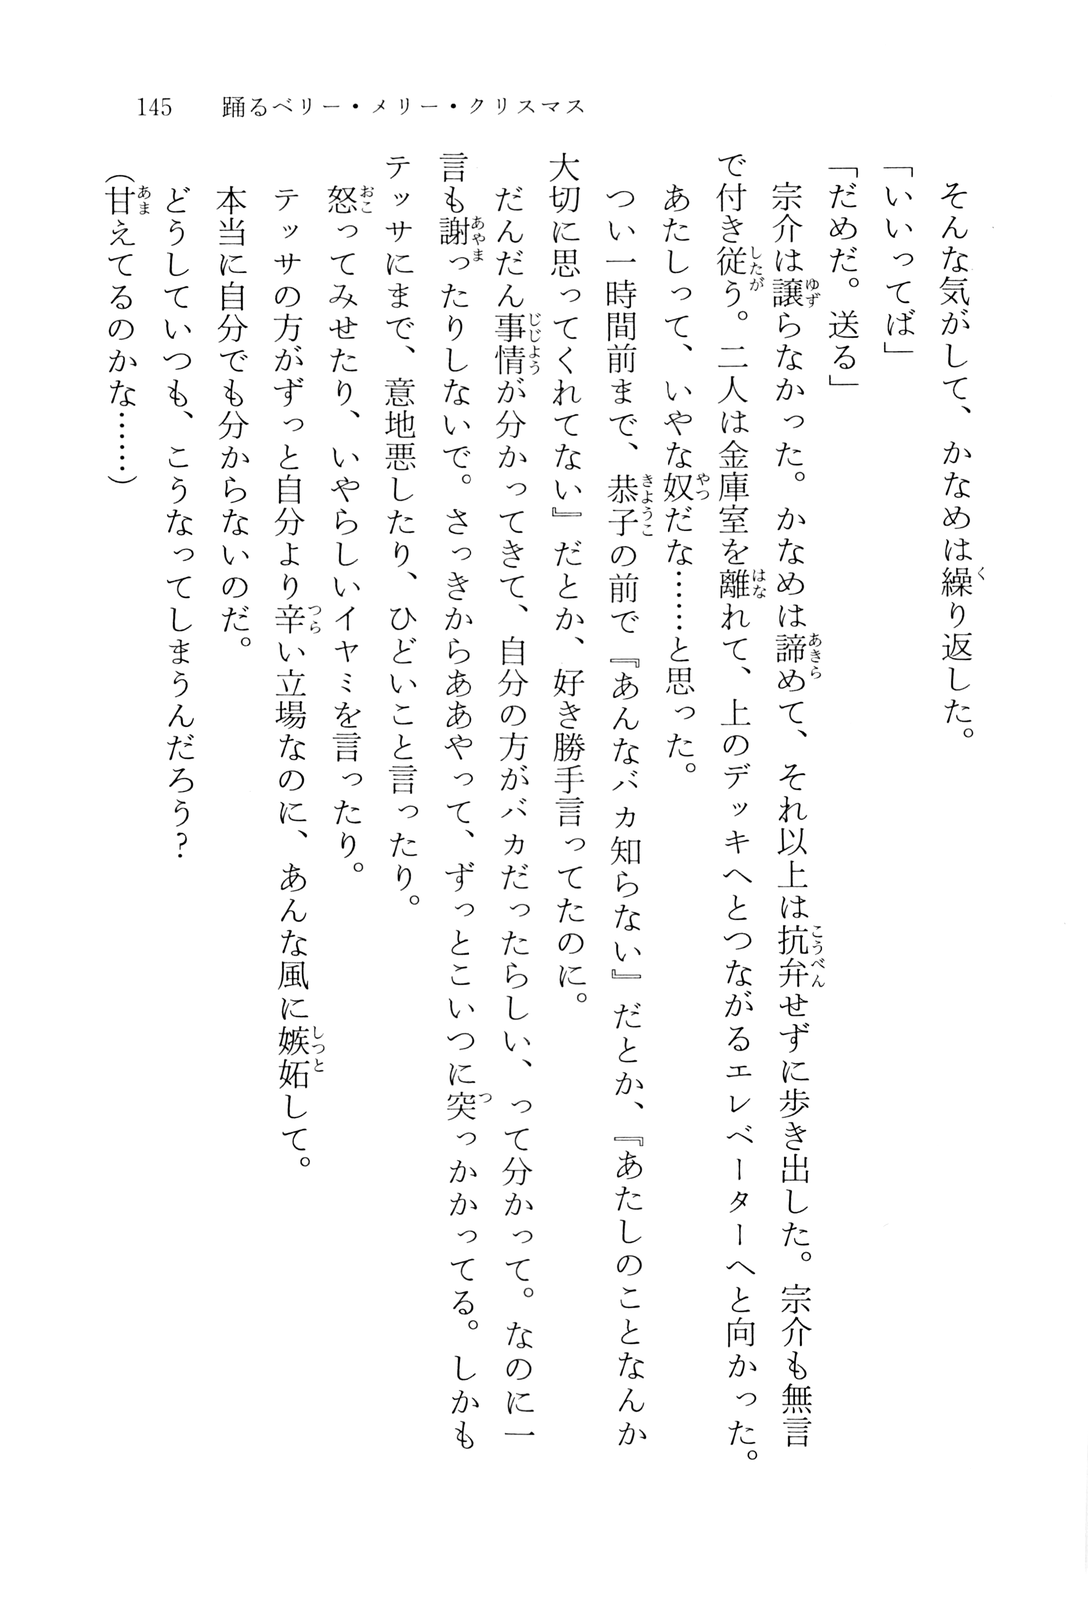 145　踊るベリー・メリー・クリスマス
そんな気がして、かなめは繰り返した。
「いいってば」
「だめだ。送る」
宗介は譲らなかった。かなめは諦めて、それ以上は抗弁せずに歩き出した。宗介も無言
で付き従う。二人は金庫室を離れて、上のデッキへとつながるエレベーターへと向かった。
あたしって、いやな奴だな……と思った。
つい一時間前まで、恭子の前で『あんなバカ知らない』だとか、『あたしのことなんか
大切に思ってくれてない』だとか、好き勝手言ってたのに。
だんだん事情が分かってきて、自分の方がバカだったらしい、って分かって。なのに一
言も謝ったりしないで。さっきからああやって、ずっとこいつに突っかかってる。しかも
テッサにまで、意地悪したり、ひどいこと言ったり。
怒ってみせたり、いやらしいイヤミを言ったり。
テッサの方がずっと自分より辛い立場なのに、あんな風に嫉妬して。
本当に自分でも分からないのだ。
どうしていつも、こうなってしまうんだろう?
(甘えてるのかな……)